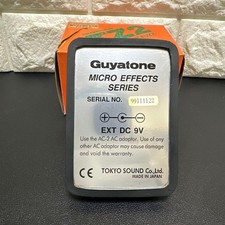 Guyatone
MICRO EFFECTS
SERIES
SERIAL NO. 99111122
EXT DC 9V
Use the AC-2 AC adaptor. Use of any
other AC adaptor may cause damage
and void the warranty.
TOKYO SOUND Co., Ltd.
MADE IN JAPAN